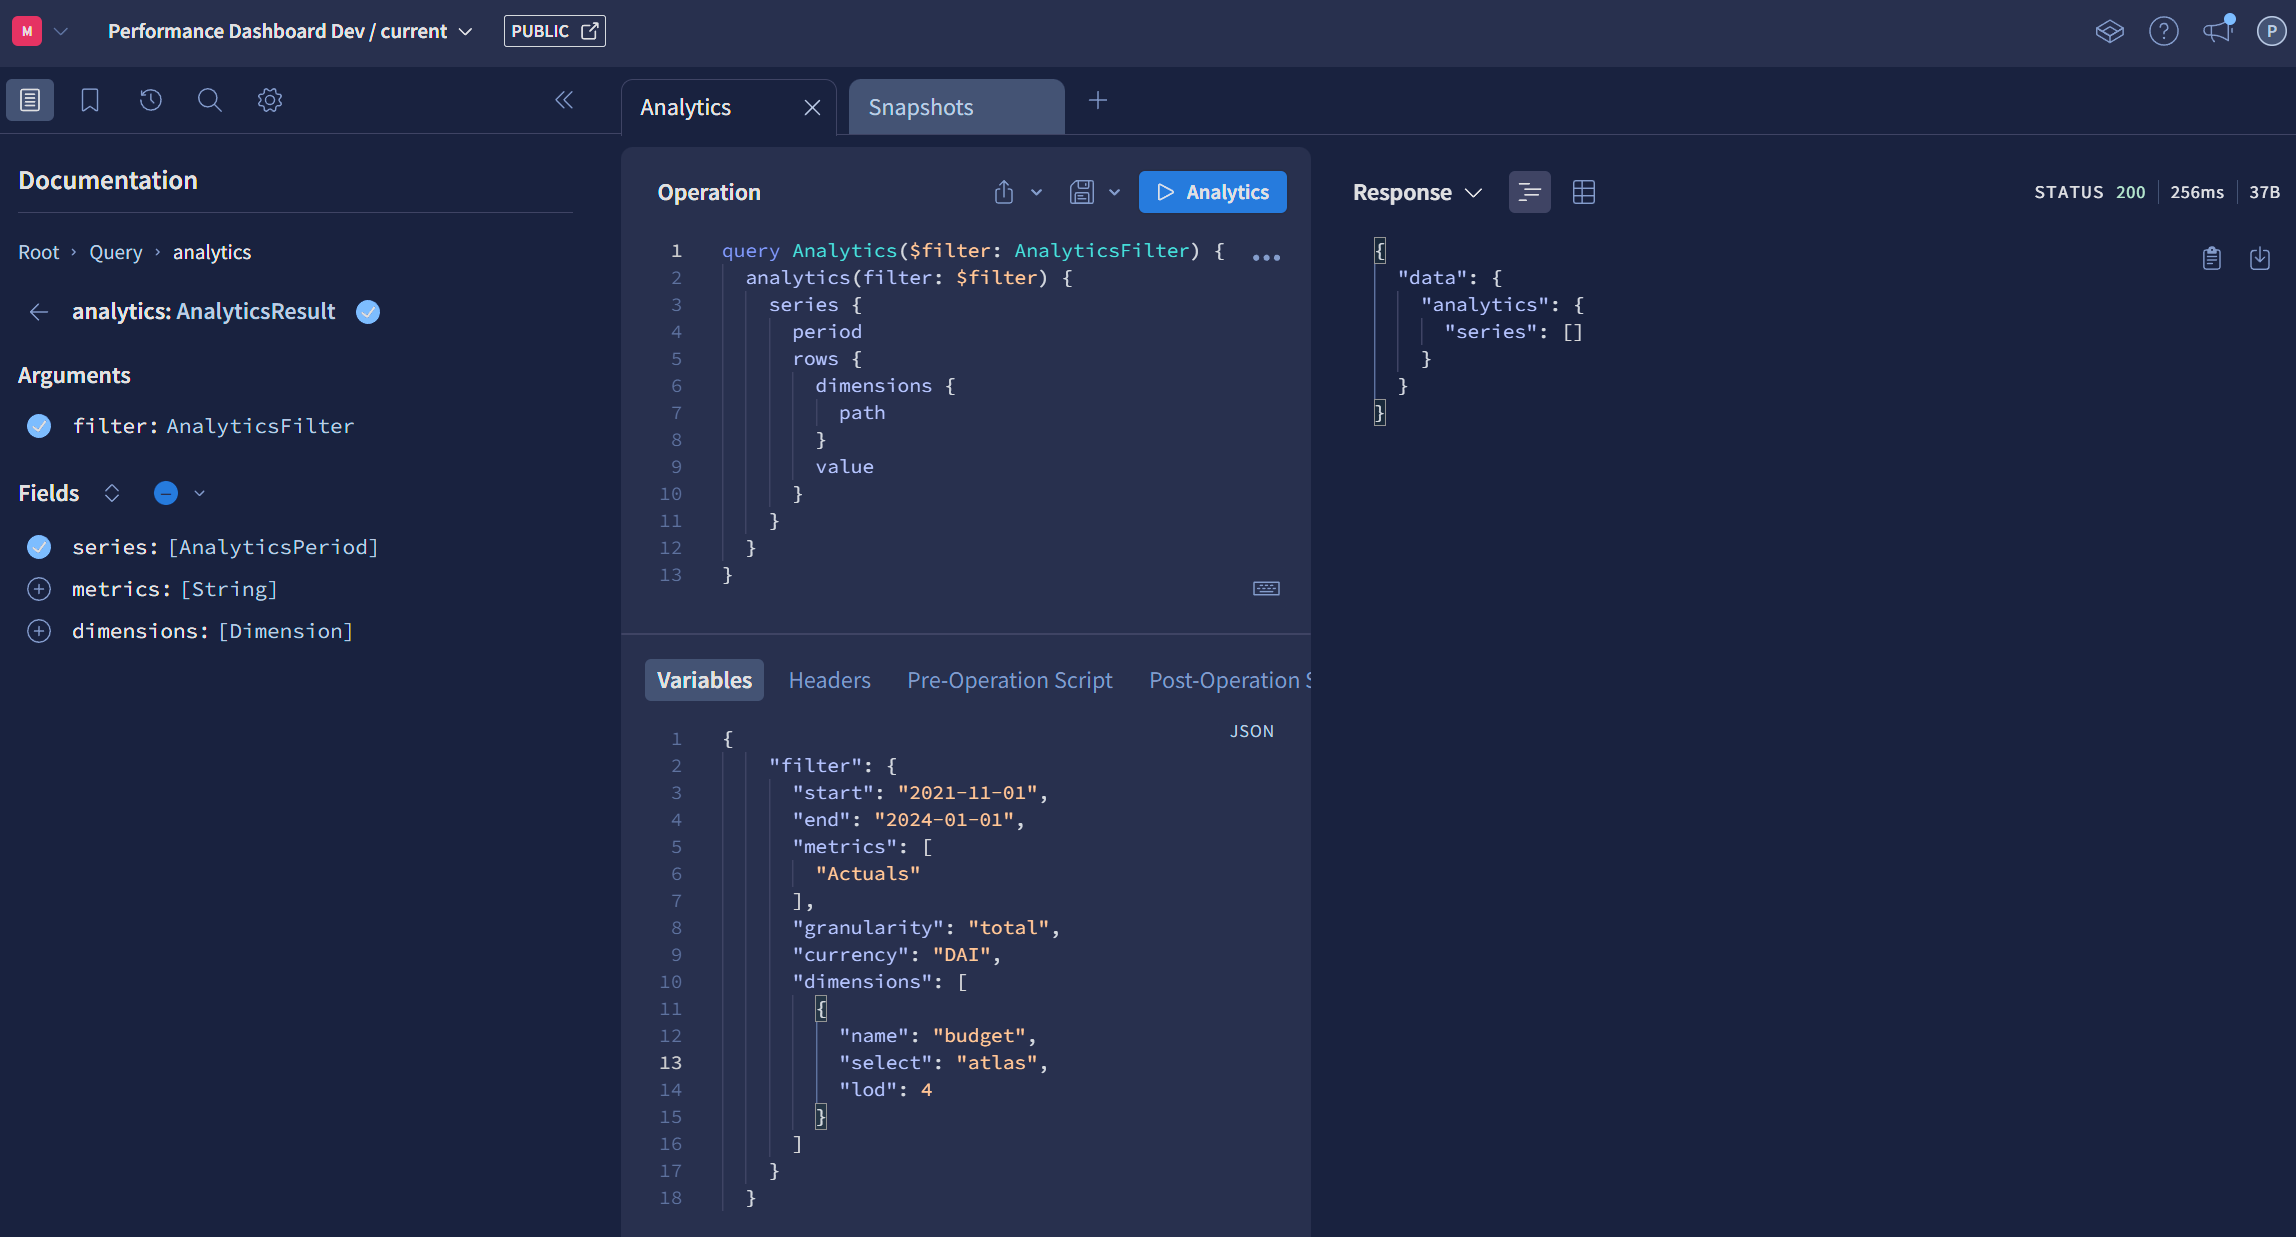 M
Performance Dashboard Dev / current
PUBLIC
?
P
Analytics
Snapshots
Documentation
Root › Query › analytics
analytics: AnalyticsResult
Arguments
filter: AnalyticsFilter
Fields
series: [AnalyticsPeriod]
metrics: [String]
dimensions: [Dimension]
Operation
Analytics
1 query Analytics($filter: AnalyticsFilter) {
2 analytics(filter: $filter) {
3 series {
4 period
5 rows {
6 dimensions {
7 path
8 }
9 value
10 }
11 }
12 }
13 }
Variables
Headers
Pre-Operation Script
Post-Operation S
JSON
1 {
2 "filter": {
3 "start": "2021-11-01",
4 "end": "2024-01-01",
5 "metrics": [
6 "Actuals"
7 ],
8 "granularity": "total",
9 "currency": "DAI",
10 "dimensions": [
11 {
12 "name": "budget",
13 "select": "atlas",
14 "lod": 4
15 }
16 ]
17 }
18 }
Response
STATUS 200
256ms
37B
{
"data": {
"analytics": {
"series": []
}
}
}